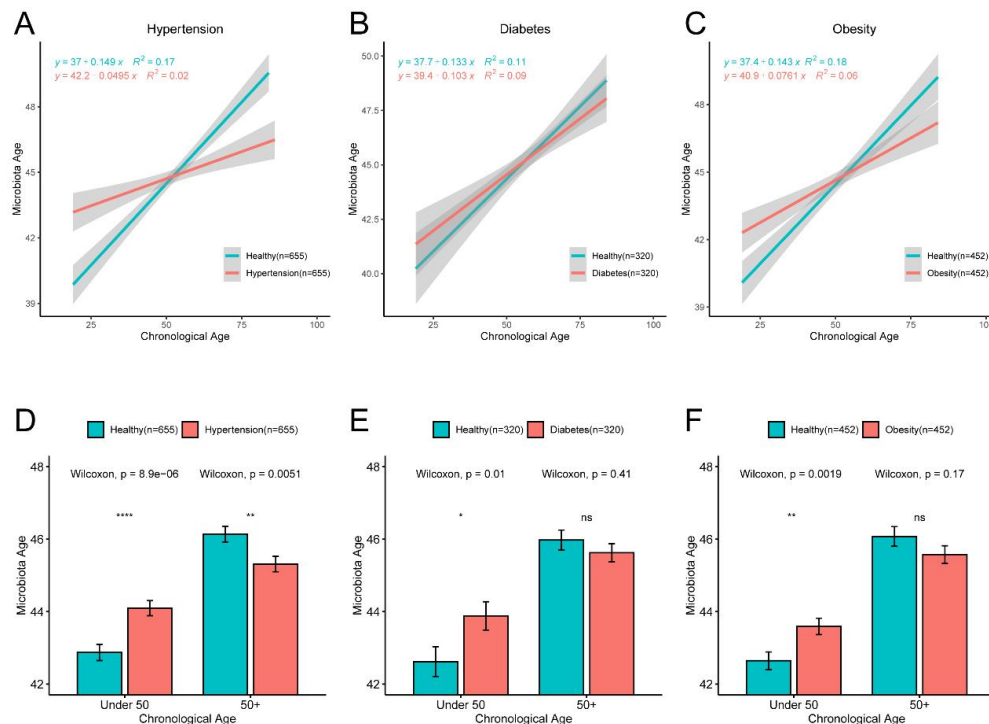 A
Hypertension
y = 37 + 0.149 x R² = 0.17
y = 42.2 + 0.0495 x R² = 0.02
48
45
42
39
Microbiota Age
25 50 75 100
Chronological Age
Healthy(n=655)
Hypertension(n=655)
B
Diabetes
y = 37.7 + 0.133 x R² = 0.11
y = 39.4 + 0.103 x R² = 0.09
50.0
47.5
45.0
42.5
40.0
Microbiota Age
25 50 75 100
Chronological Age
Healthy(n=320)
Diabetes(n=320)
C
Obesity
y = 37.4 + 0.143 x R² = 0.18
y = 40.9 + 0.0761 x R² = 0.06
48
45
42
39
Microbiota Age
25 50 75 100
Chronological Age
Healthy(n=452)
Obesity(n=452)
D
Healthy(n=655) Hypertension(n=655)
48
46
44
42
Microbiota Age
Wilcoxon, p = 8.9e-06 Wilcoxon, p = 0.0051
**** **
Under 50 50+
Chronological Age
E
Healthy(n=320) Diabetes(n=320)
48
46
44
42
Microbiota Age
Wilcoxon, p = 0.01 Wilcoxon, p = 0.41
* ns
Under 50 50+
Chronological Age
F
Healthy(n=452) Obesity(n=452)
48
46
44
42
Microbiota Age
Wilcoxon, p = 0.0019 Wilcoxon, p = 0.17
** ns
Under 50 50+
Chronological Age